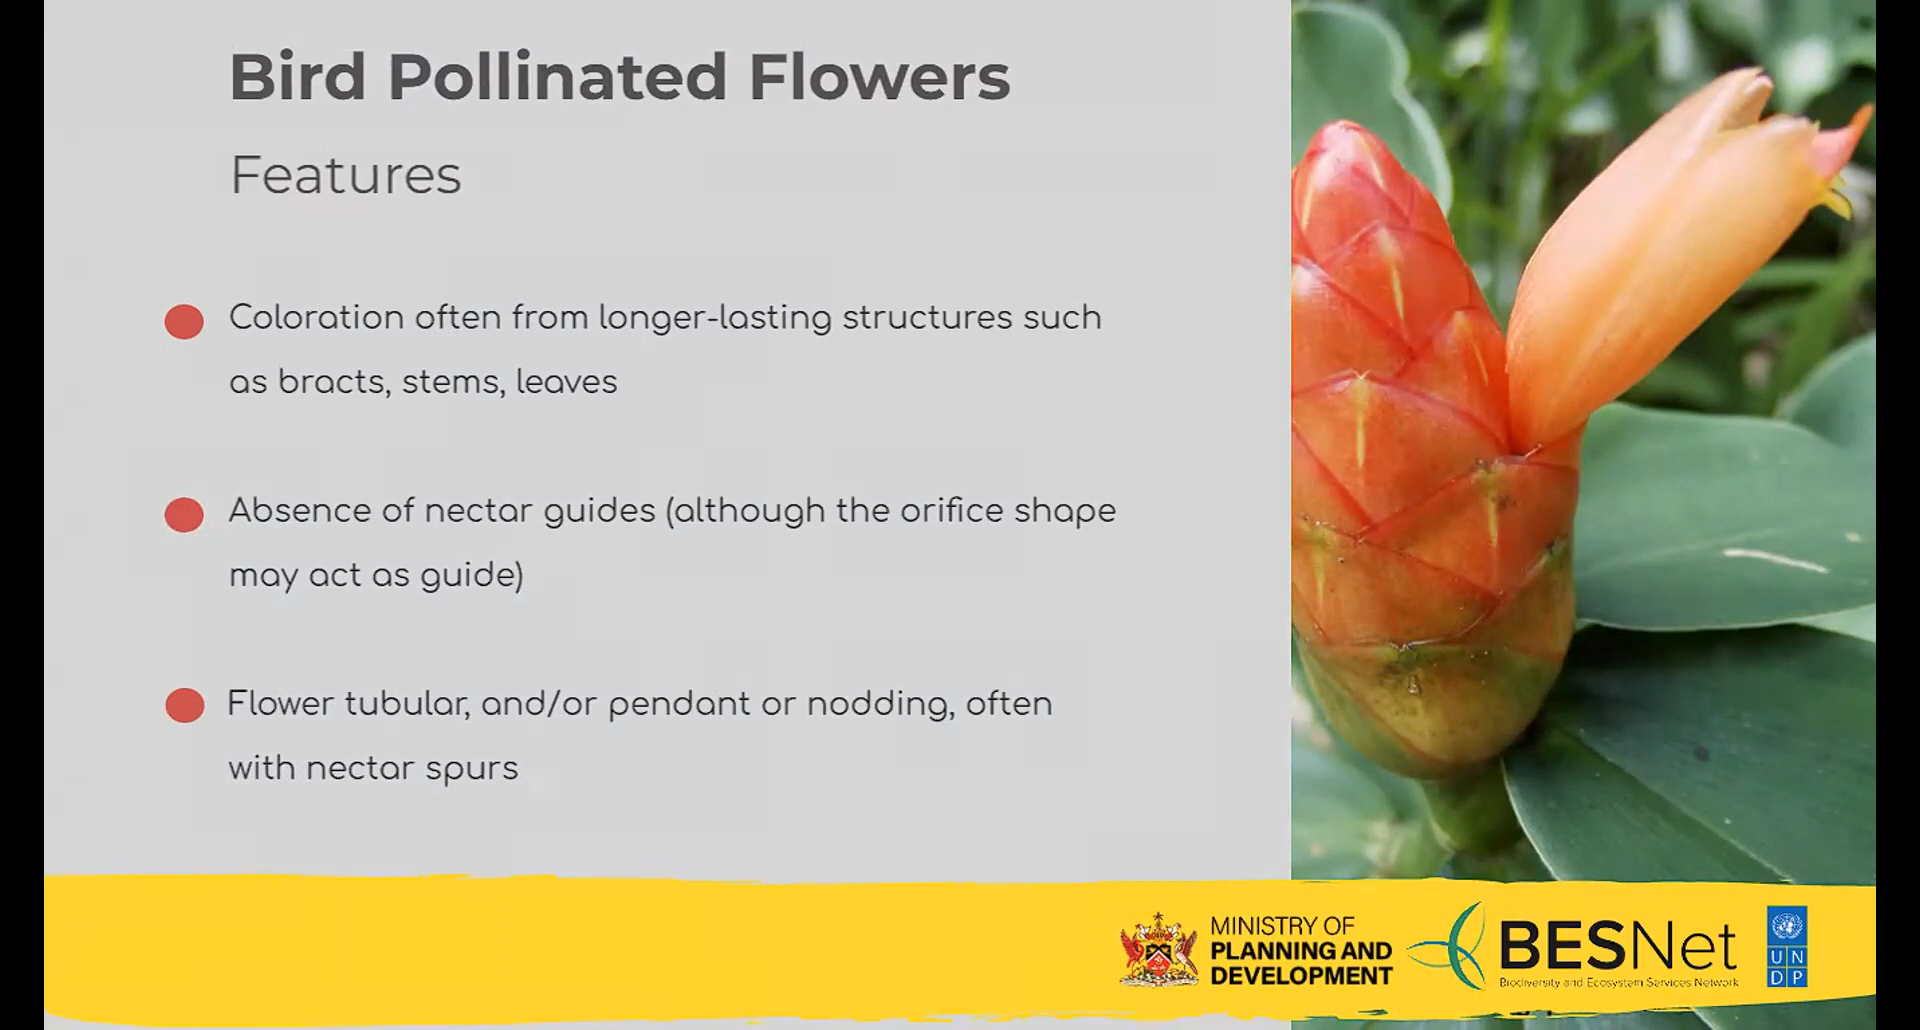 Bird Pollinated Flowers
Features
Coloration often from longer-lasting structures such
as bracts, stems, leaves
Absence of nectar guides (although the orifice shape
may act as guide)
Flower tubular, and/or pendant or nodding, often
with nectar spurs
MINISTRY OF
PLANNING AND
DEVELOPMENT
BESNet
Biodiversity and Ecosystem Services Network
UN
DP